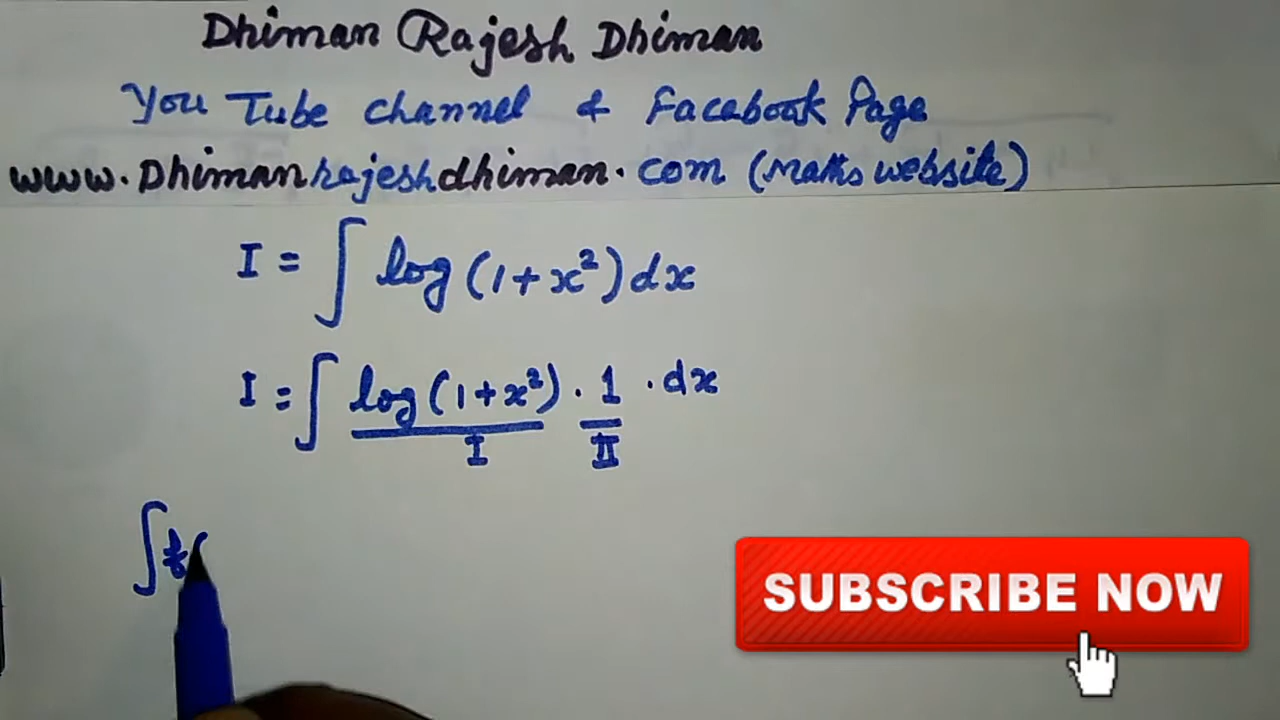 Dhiman Rajesh Dhiman
You Tube channel & Facebook Page
www.Dhimanrajeshdhiman.com (Maths website)
I = ∫ log (1+x²) dx
I = ∫ log (1+x²) . 1 . dx
I II
∫ f(
SUBSCRIBE NOW